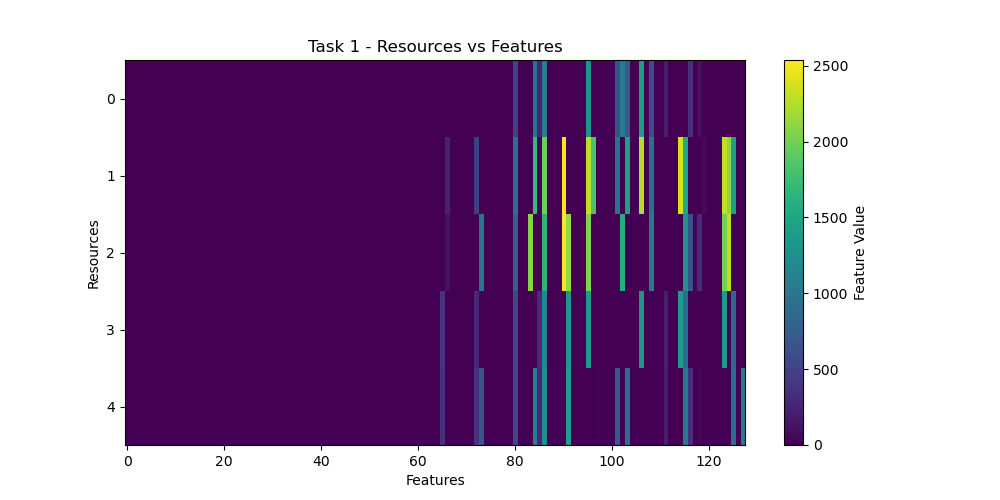 Task 1 - Resources vs Features
Resources
0
1
2
3
4
0 20 40 60 80 100 120
Features
2500
2000
1500
1000
500
0
Feature Value